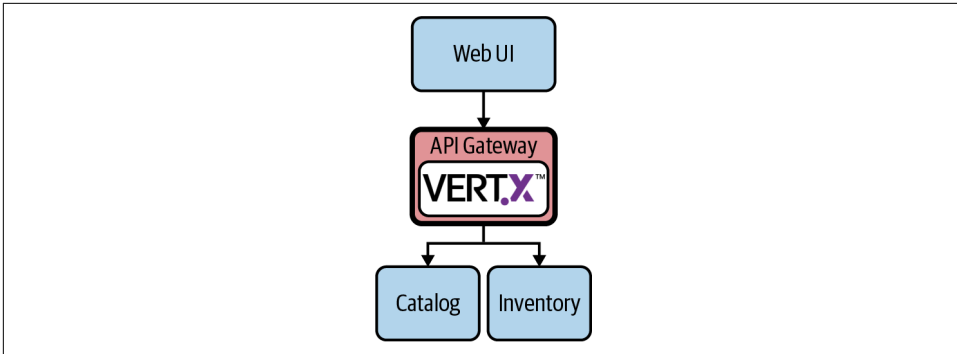 Web UI
API Gateway
VERT.X™
Catalog
Inventory